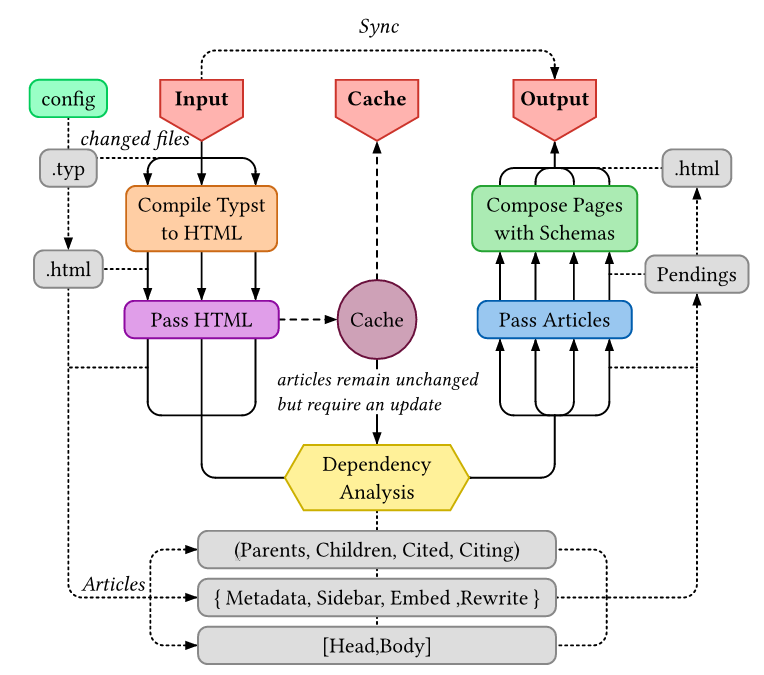 Sync
config
Input
Cache
Output
changed files
.typ
.html
Compile Typst
to HTML
Compose Pages
with Schemas
.html
Pendings
Pass HTML
Cache
Pass Articles
articles remain unchanged
but require an update
Dependency
Analysis
(Parents, Children, Cited, Citing)
Articles
{ Metadata, Sidebar, Embed ,Rewrite }
[Head,Body]